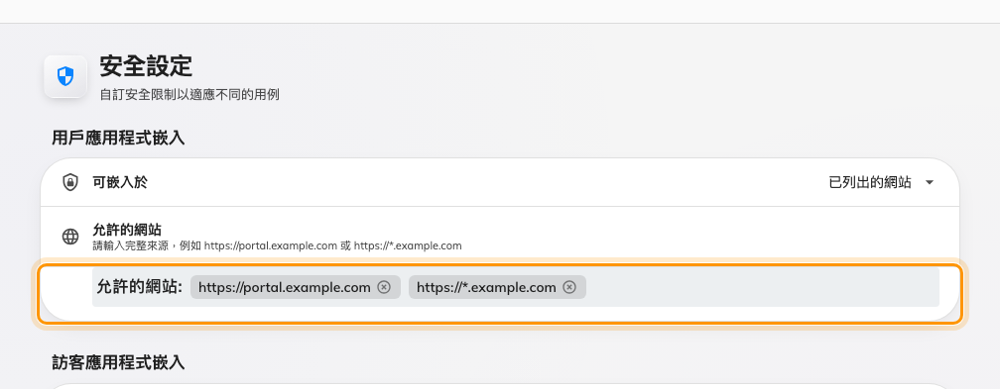 安全設定
自訂安全限制以適應不同的用例
用戶應用程式嵌入
可嵌入於 已列出的網站
允許的網站
請輸入完整來源，例如 https://portal.example.com 或 https://*.example.com
允許的網站: https://portal.example.com https://*.example.com
訪客應用程式嵌入